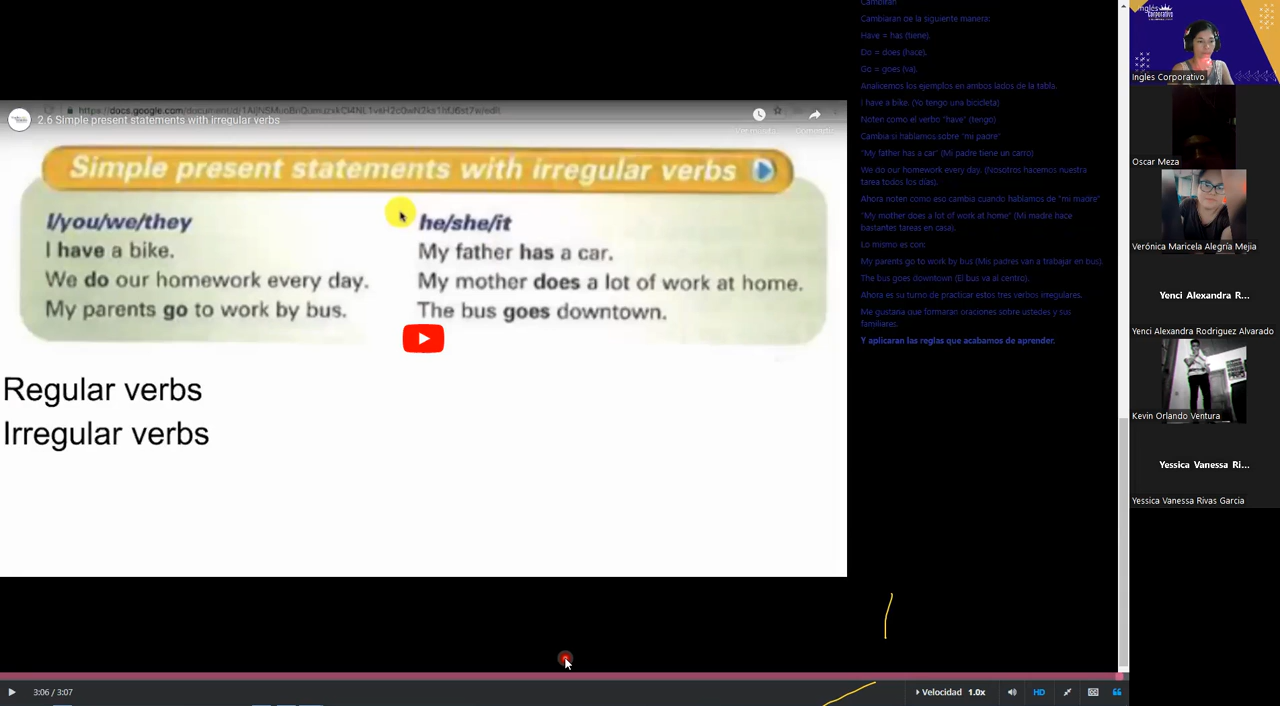 https://docs.google.com/document/d/
2.6 Simple present statements with irregular verbs
Simple present statements with irregular verbs
I/you/we/they
I have a bike.
We do our homework every day.
My parents go to work by bus.
he/she/it
My father has a car.
My mother does a lot of work at home.
The bus goes downtown.
Regular verbs
Irregular verbs
Cambiaran de la siguiente manera:
Have = has (tiene).
Do = does (hace).
Go = goes (va).
Analicemos los ejemplos en ambos lados de la tabla.
I have a bike. (Yo tengo una bicicleta)
Noten como el verbo "have" (tengo)
Cambia si hablamos sobre "mi padre"
"My father has a car" (Mi padre tiene un carro)
We do our homework every day. (Nosotros hacemos nuestra
tarea todos los días).
Ahora noten como eso cambia cuando hablamos de "mi madre"
"My mother does a lot of work at home" (Mi madre hace
bastantes tareas en casa).
Lo mismo es con:
My parents go to work by bus (Mis padres van a trabajar en bus).
The bus goes downtown (El bus va al centro).
Ahora es su turno de practicar estos tres verbos irregulares.
Me gustaria que formaran oraciones sobre ustedes y sus
familiares.
Y aplicaran las reglas que acabamos de aprender.
3:06 / 3:07
Velocidad 1.0x
HD
Inglés
Corporativo
Ingles Corporativo
Oscar Meza
Verónica Maricela Alegría Mejia
Yenci Alexandra R...
Yenci Alexandra Rodriguez Alvarado
Kevin Orlando Ventura
Yessica Vanessa Ri...
Yessica Vanessa Rivas Garcia